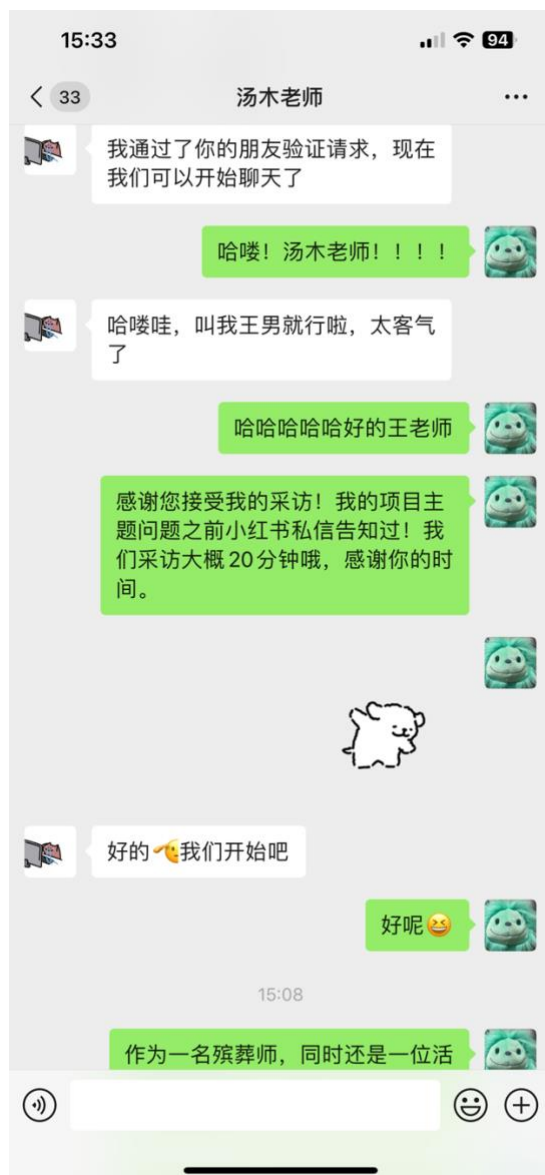 15:33
94
33
汤木老师
我通过了你的朋友验证请求，现在
我们可以开始聊天了
哈喽！汤木老师！！！！
哈喽哇，叫我王男就行啦，太客气
了
哈哈哈哈哈好的王老师
感谢您接受我的采访！我的项目主
题问题之前小红书私信告知过！我
们采访大概20分钟哦，感谢你的时
间。
好的🫡我们开始吧
好呢😆
15:08
作为一名殡葬师，同时还是一位活